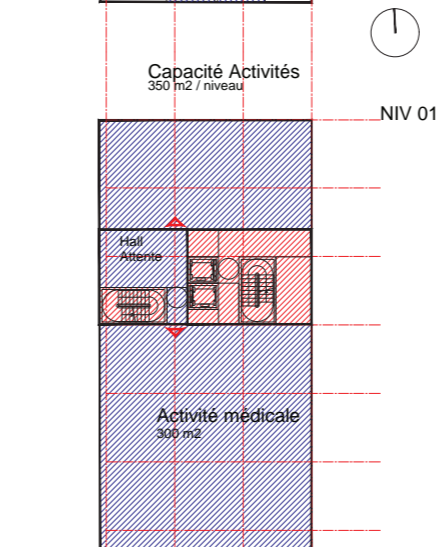 Capacité Activités
350 m2 / niveau
NIV 01
Hall
Attente
Activité médicale
300 m2